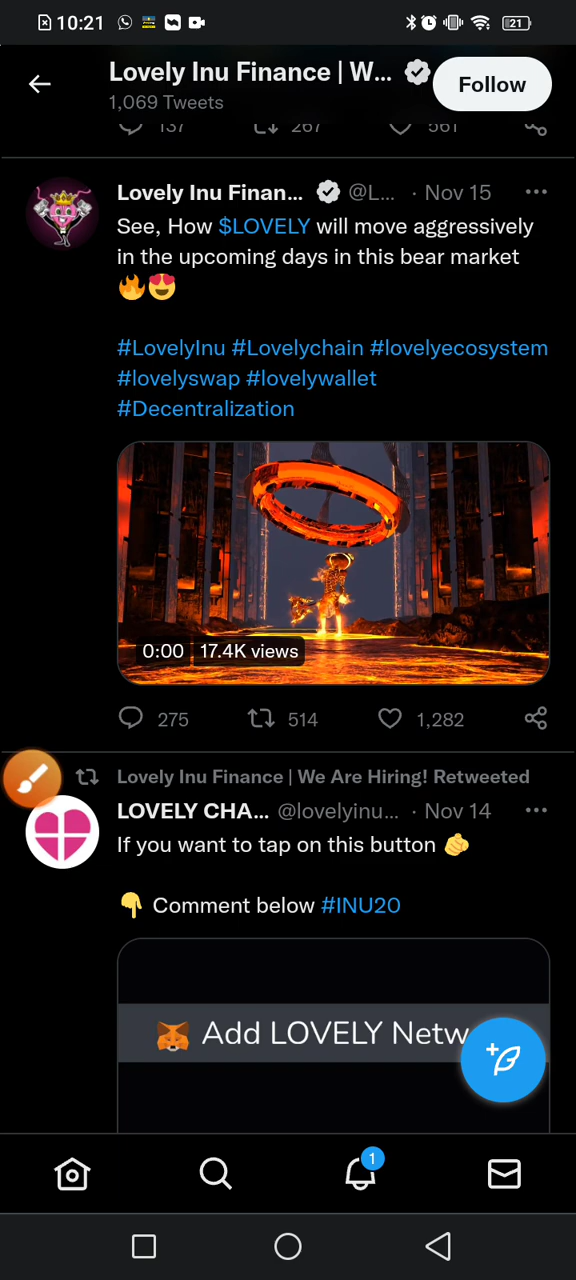 10:21
21
Lovely Inu Finance | W...
Follow
1,069 Tweets
137 267 561
Lovely Inu Finan... @L... · Nov 15
See, How $LOVELY will move aggressively
in the upcoming days in this bear market
🔥😍
#LovelyInu #Lovelychain #lovelyecosystem
#lovelyswap #lovelywallet
#Decentralization
0:00 17.4K views
275 514 1,282
Lovely Inu Finance | We Are Hiring! Retweeted
LOVELY CHA... @lovelyinu... · Nov 14
If you want to tap on this button 🫵
👇 Comment below #INU20
Add LOVELY Netw
1